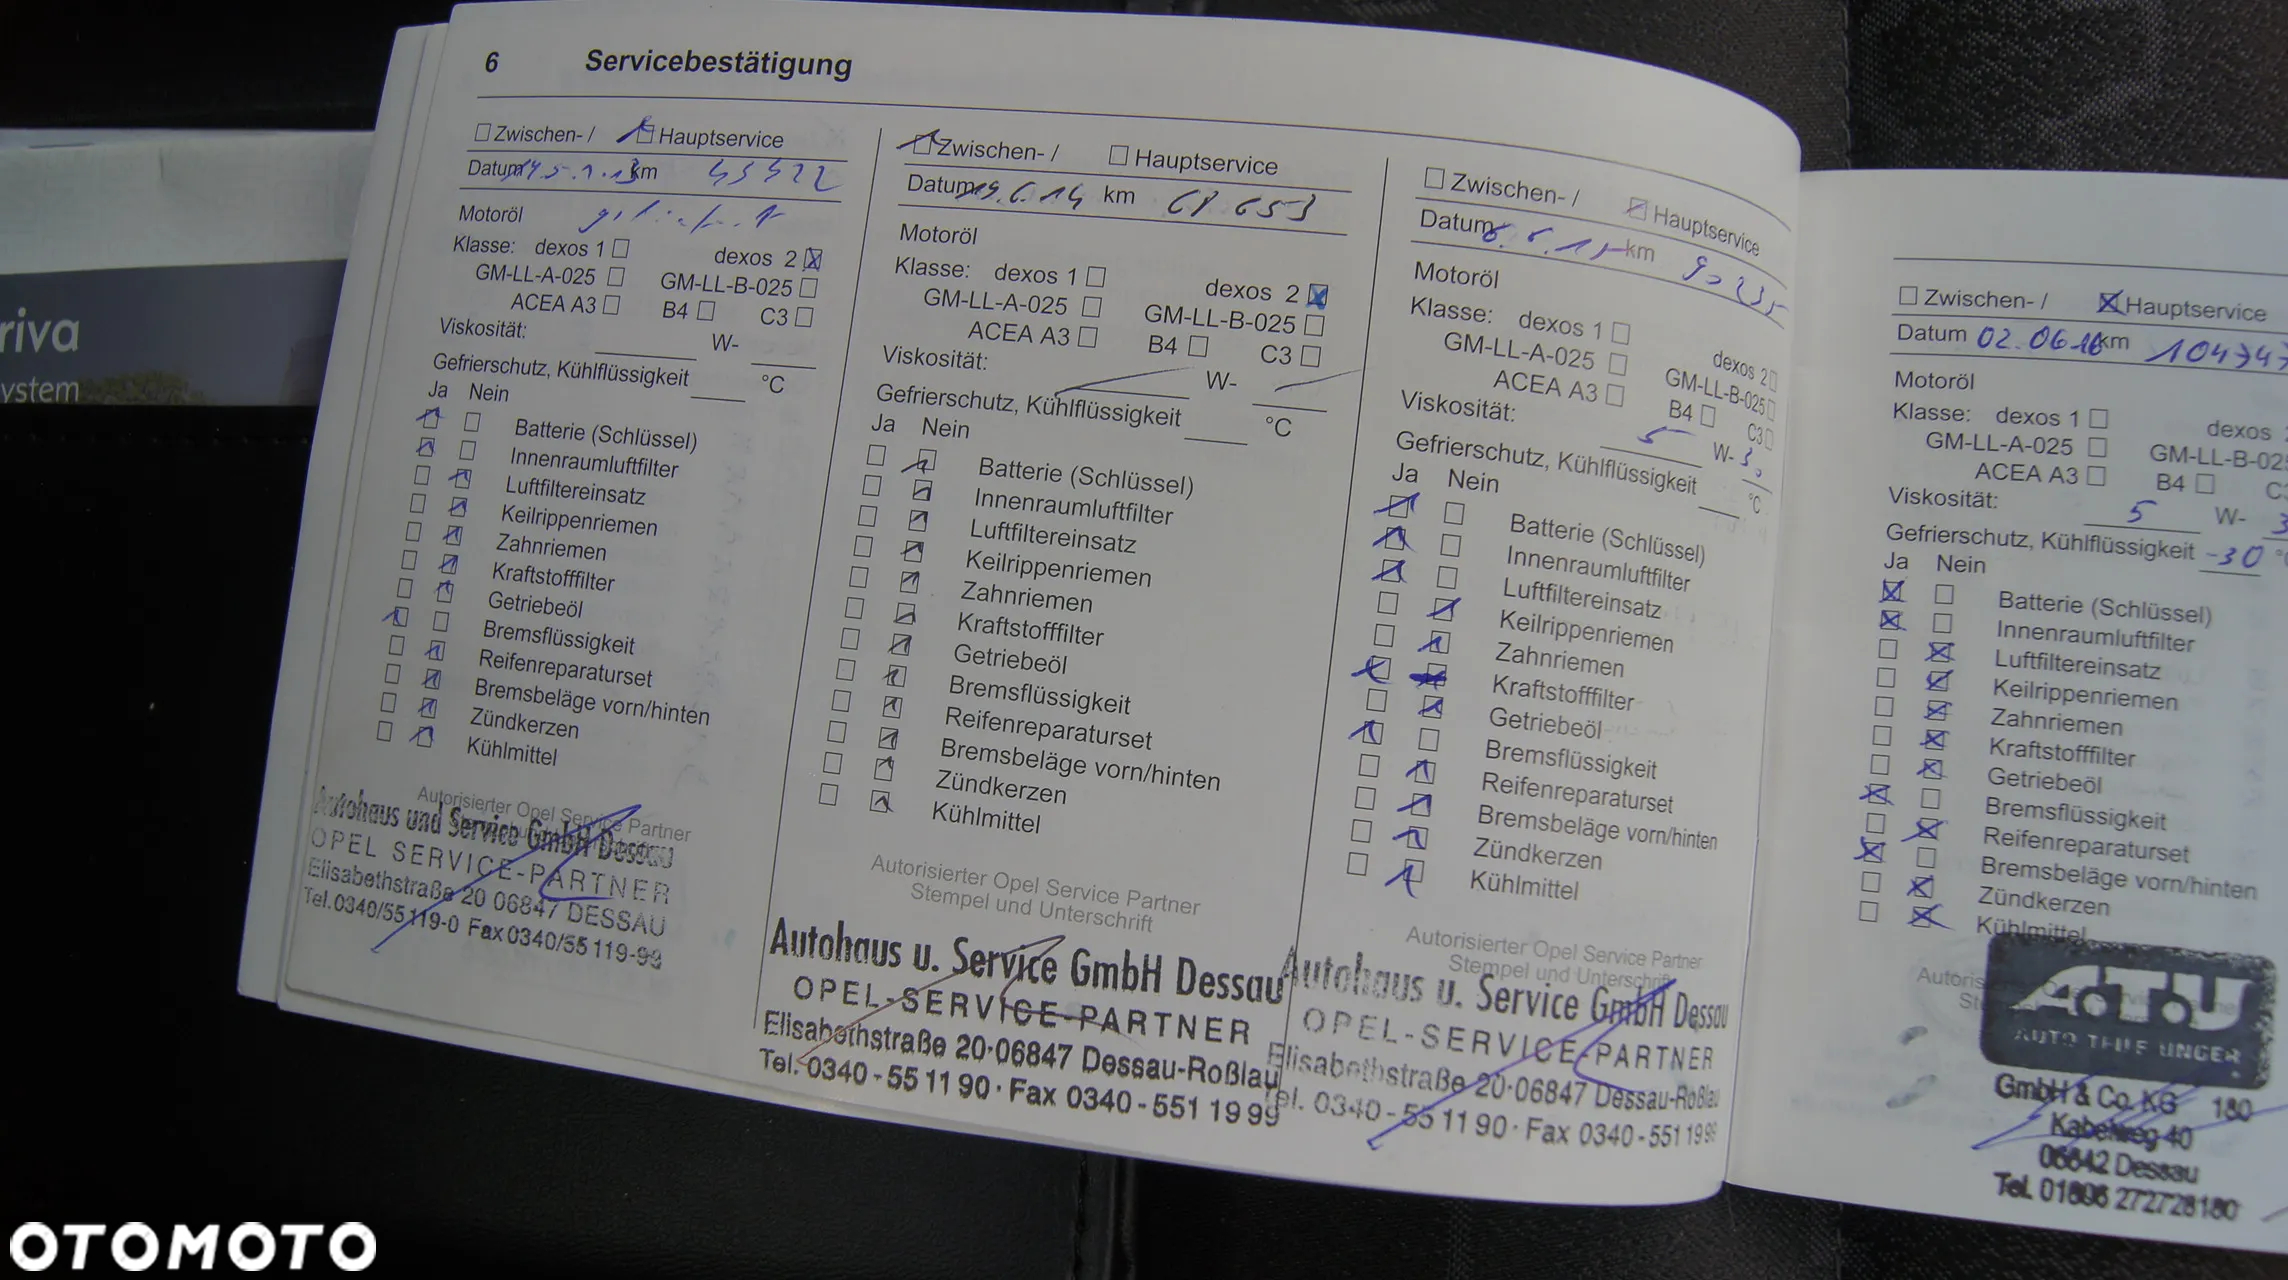 6 Servicebestätigung
Zwischen- / Hauptservice
Datum km
Motoröl
Klasse: dexos 1 dexos 2
GM-LL-A-025 GM-LL-B-025
ACEA A3 B4 C3
Viskosität: W-
Gefrierschutz, Kühlflüssigkeit °C
Ja Nein
Batterie (Schlüssel)
Innenraumluftfilter
Luftfiltereinsatz
Keilrippenriemen
Zahnriemen
Kraftstofffilter
Getriebeöl
Bremsflüssigkeit
Reifenreparaturset
Bremsbeläge vorn/hinten
Zündkerzen
Kühlmittel
Autorisierter Opel Service Partner
Autohaus und Service GmbH Dessau
OPEL SERVICE-PARTNER
Elisabethstraße 20 06847 DESSAU
Tel. 0340/55 119-0 Fax 0340/55 119-99
Zwischen- / Hauptservice
Datum 19.6.14 km 68 653
Motoröl
Klasse: dexos 1 dexos 2
GM-LL-A-025 GM-LL-B-025
ACEA A3 B4 C3
Viskosität: W-
Gefrierschutz, Kühlflüssigkeit °C
Ja Nein
Batterie (Schlüssel)
Innenraumluftfilter
Luftfiltereinsatz
Keilrippenriemen
Zahnriemen
Kraftstofffilter
Getriebeöl
Bremsflüssigkeit
Reifenreparaturset
Bremsbeläge vorn/hinten
Zündkerzen
Kühlmittel
Autorisierter Opel Service Partner
Stempel und Unterschrift
Autohaus u. Service GmbH Dessau
OPEL-SERVICE-PARTNER
Elisabethstraße 20·06847 Dessau-Roßlau
Tel. 0340-55 11 90 · Fax 0340-551 19 99
Zwischen- / Hauptservice
Datum km 90235
Motoröl
Klasse: dexos 1 dexos 2
GM-LL-A-025 GM-LL-B-025
ACEA A3 B4 C3
Viskosität: 5 W-30
Gefrierschutz, Kühlflüssigkeit °C
Ja Nein
Batterie (Schlüssel)
Innenraumluftfilter
Luftfiltereinsatz
Keilrippenriemen
Zahnriemen
Kraftstofffilter
Getriebeöl
Bremsflüssigkeit
Reifenreparaturset
Bremsbeläge vorn/hinten
Zündkerzen
Kühlmittel
Autorisierter Opel Service Partner
Stempel und Unterschrift
Autohaus u. Service GmbH Dessau
OPEL-SERVICE-PARTNER
Elisabethstraße 20·06847 Dessau-Roßlau
Tel. 0340-55 11 90 · Fax 0340-551 19 99
Zwischen- / Hauptservice
Datum 02.06.16 km 104747
Motoröl
Klasse: dexos 1 dexos
GM-LL-A-025 GM-LL-B-025
ACEA A3 B4
Viskosität: 5 W-
Gefrierschutz, Kühlflüssigkeit -30
Ja Nein
Batterie (Schlüssel)
Innenraumluftfilter
Luftfiltereinsatz
Keilrippenriemen
Zahnriemen
Kraftstofffilter
Getriebeöl
Bremsflüssigkeit
Reifenreparaturset
Bremsbeläge vorn/hinten
Zündkerzen
Kühlmittel
A.T.U
AUTO TEILE UNGER
GmbH & Co. KG 180
Kabelweg 40
06842 Dessau
Tel. 01806 272728180
riva
ystem
OTOMOTO